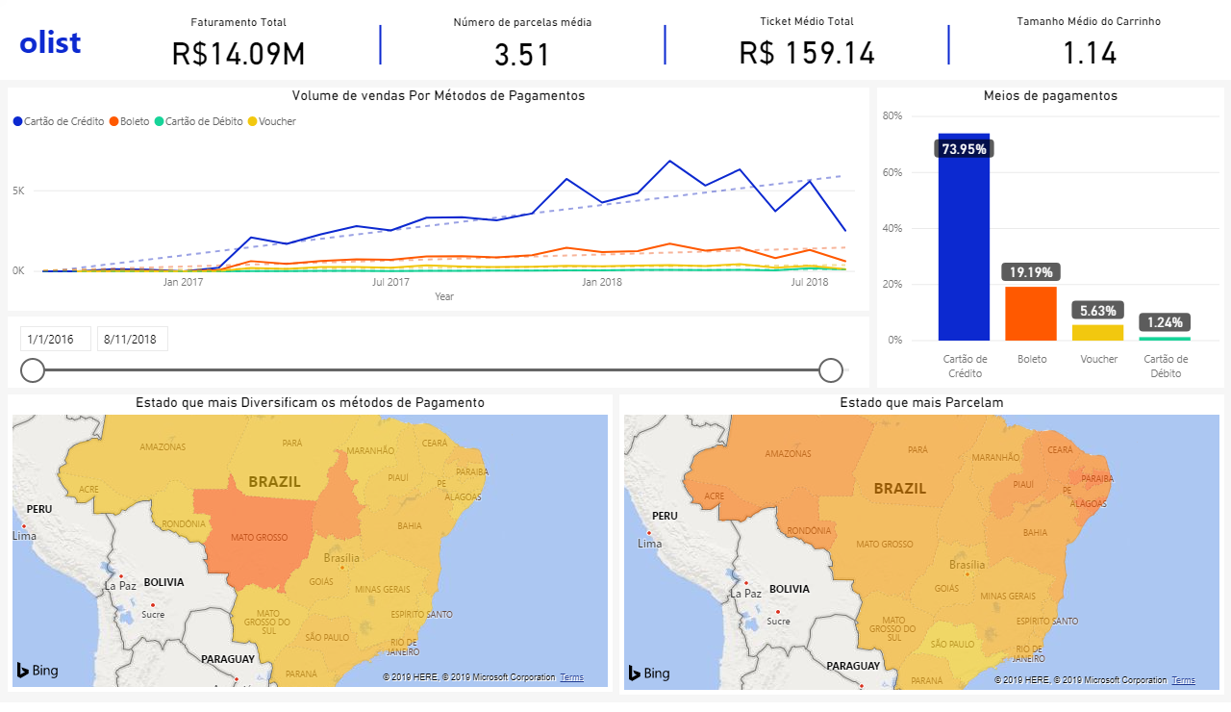 olist
Faturamento Total
R$14.09M
Número de parcelas média
3.51
Ticket Médio Total
R$ 159.14
Tamanho Médio do Carrinho
1.14
Volume de vendas Por Métodos de Pagamentos
Cartão de Crédito Boleto Cartão de Débito Voucher
5K
0K
Jan 2017 Jul 2017 Jan 2018 Jul 2018
Year
Meios de pagamentos
80%
60%
40%
20%
0%
73.95%
19.19%
5.63%
1.24%
Cartão de
Crédito
Boleto
Voucher
Cartão de
Débito
1/1/2016
8/11/2018
Estado que mais Diversificam os métodos de Pagamento
AMAZONAS
PARÁ
MARANHÃO
CEARÁ
ACRE
BRAZIL
PIAUÍ
PARAIBA
PE
ALAGOAS
PERU
Lima
RONDÔNIA
MATO GROSSO
BAHIA
Brasília
GOIÁS
MINAS GERAIS
La Paz
BOLIVIA
Sucre
MATO
GROSSO DO
SUL
ESPÍRITO SANTO
SÃO PAULO
RIO DE
JANEIRO
PARAGUAY
PARANÁ
Bing
© 2019 HERE, © 2019 Microsoft Corporation Terms
Estado que mais Parcelam
AMAZONAS
PARÁ
MARANHÃO
CEARÁ
ACRE
BRAZIL
PIAUÍ
PARAIBA
PE
ALAGOAS
PERU
Lima
RONDÔNIA
MATO GROSSO
BAHIA
Brasília
GOIÁS
MINAS GERAIS
La Paz
BOLIVIA
Sucre
MATO
GROSSO DO
SUL
ESPÍRITO SANTO
SÃO PAULO
RIO DE
JANEIRO
PARAGUAY
PARANÁ
Bing
© 2019 HERE, © 2019 Microsoft Corporation Terms